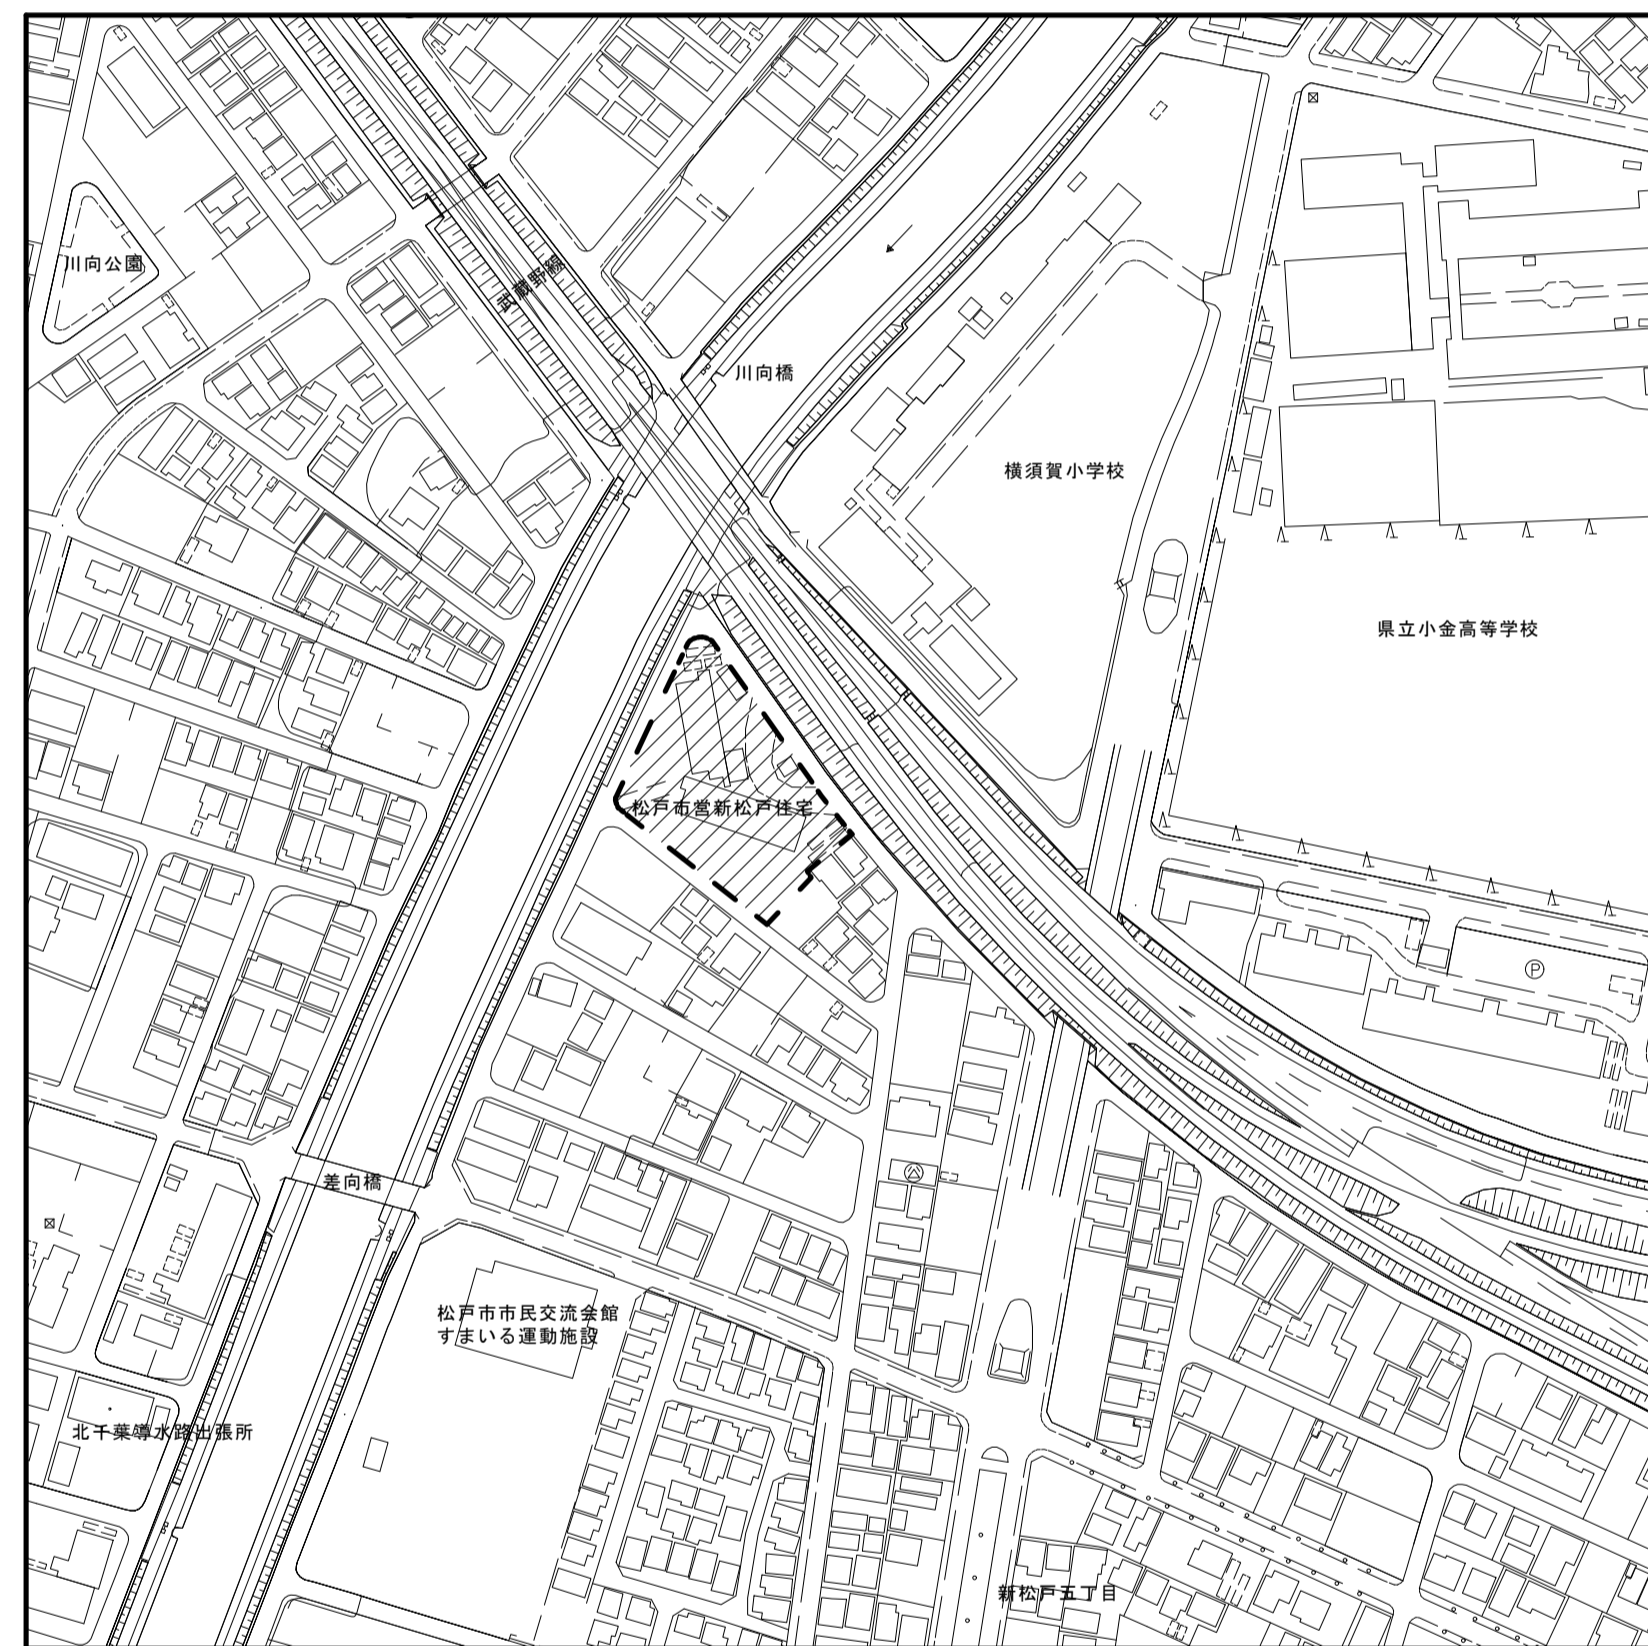 川向公園
武蔵野線
川向橋
横須賀小学校
県立小金高等学校
松戸市営新松戸住宅
P
差向橋
松戸市市民交流会館
すまいる運動施設
北千葉導水路出張所
新松戸五丁目